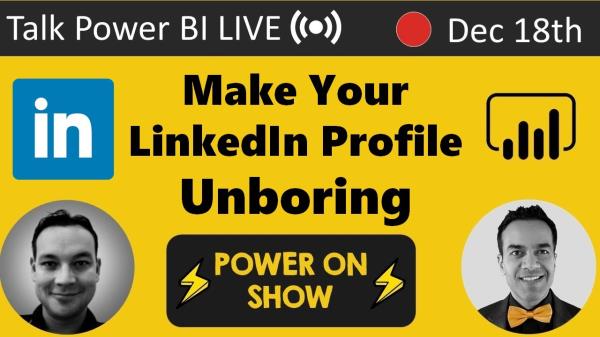 Talk Power BI LIVE
Dec 18th
in
Make Your
LinkedIn Profile
Unboring
POWER ON
SHOW